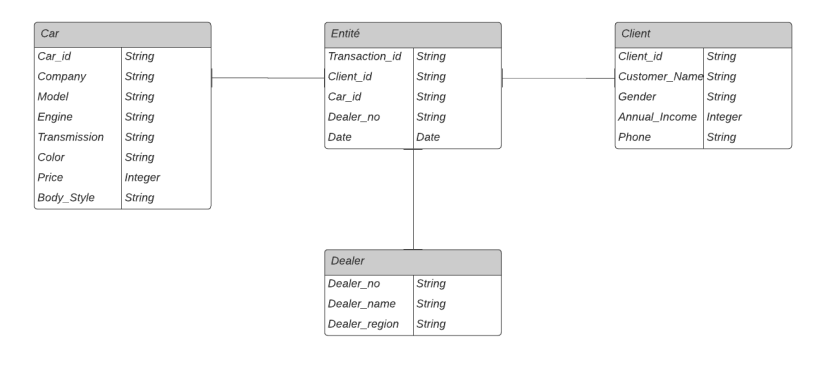 Car
Car_id String
Company String
Model String
Engine String
Transmission String
Color String
Price Integer
Body_Style String
Entité
Transaction_id String
Client_id String
Car_id String
Dealer_no String
Date Date
Client
Client_id String
Customer_Name String
Gender String
Annual_Income Integer
Phone String
Dealer
Dealer_no String
Dealer_name String
Dealer_region String